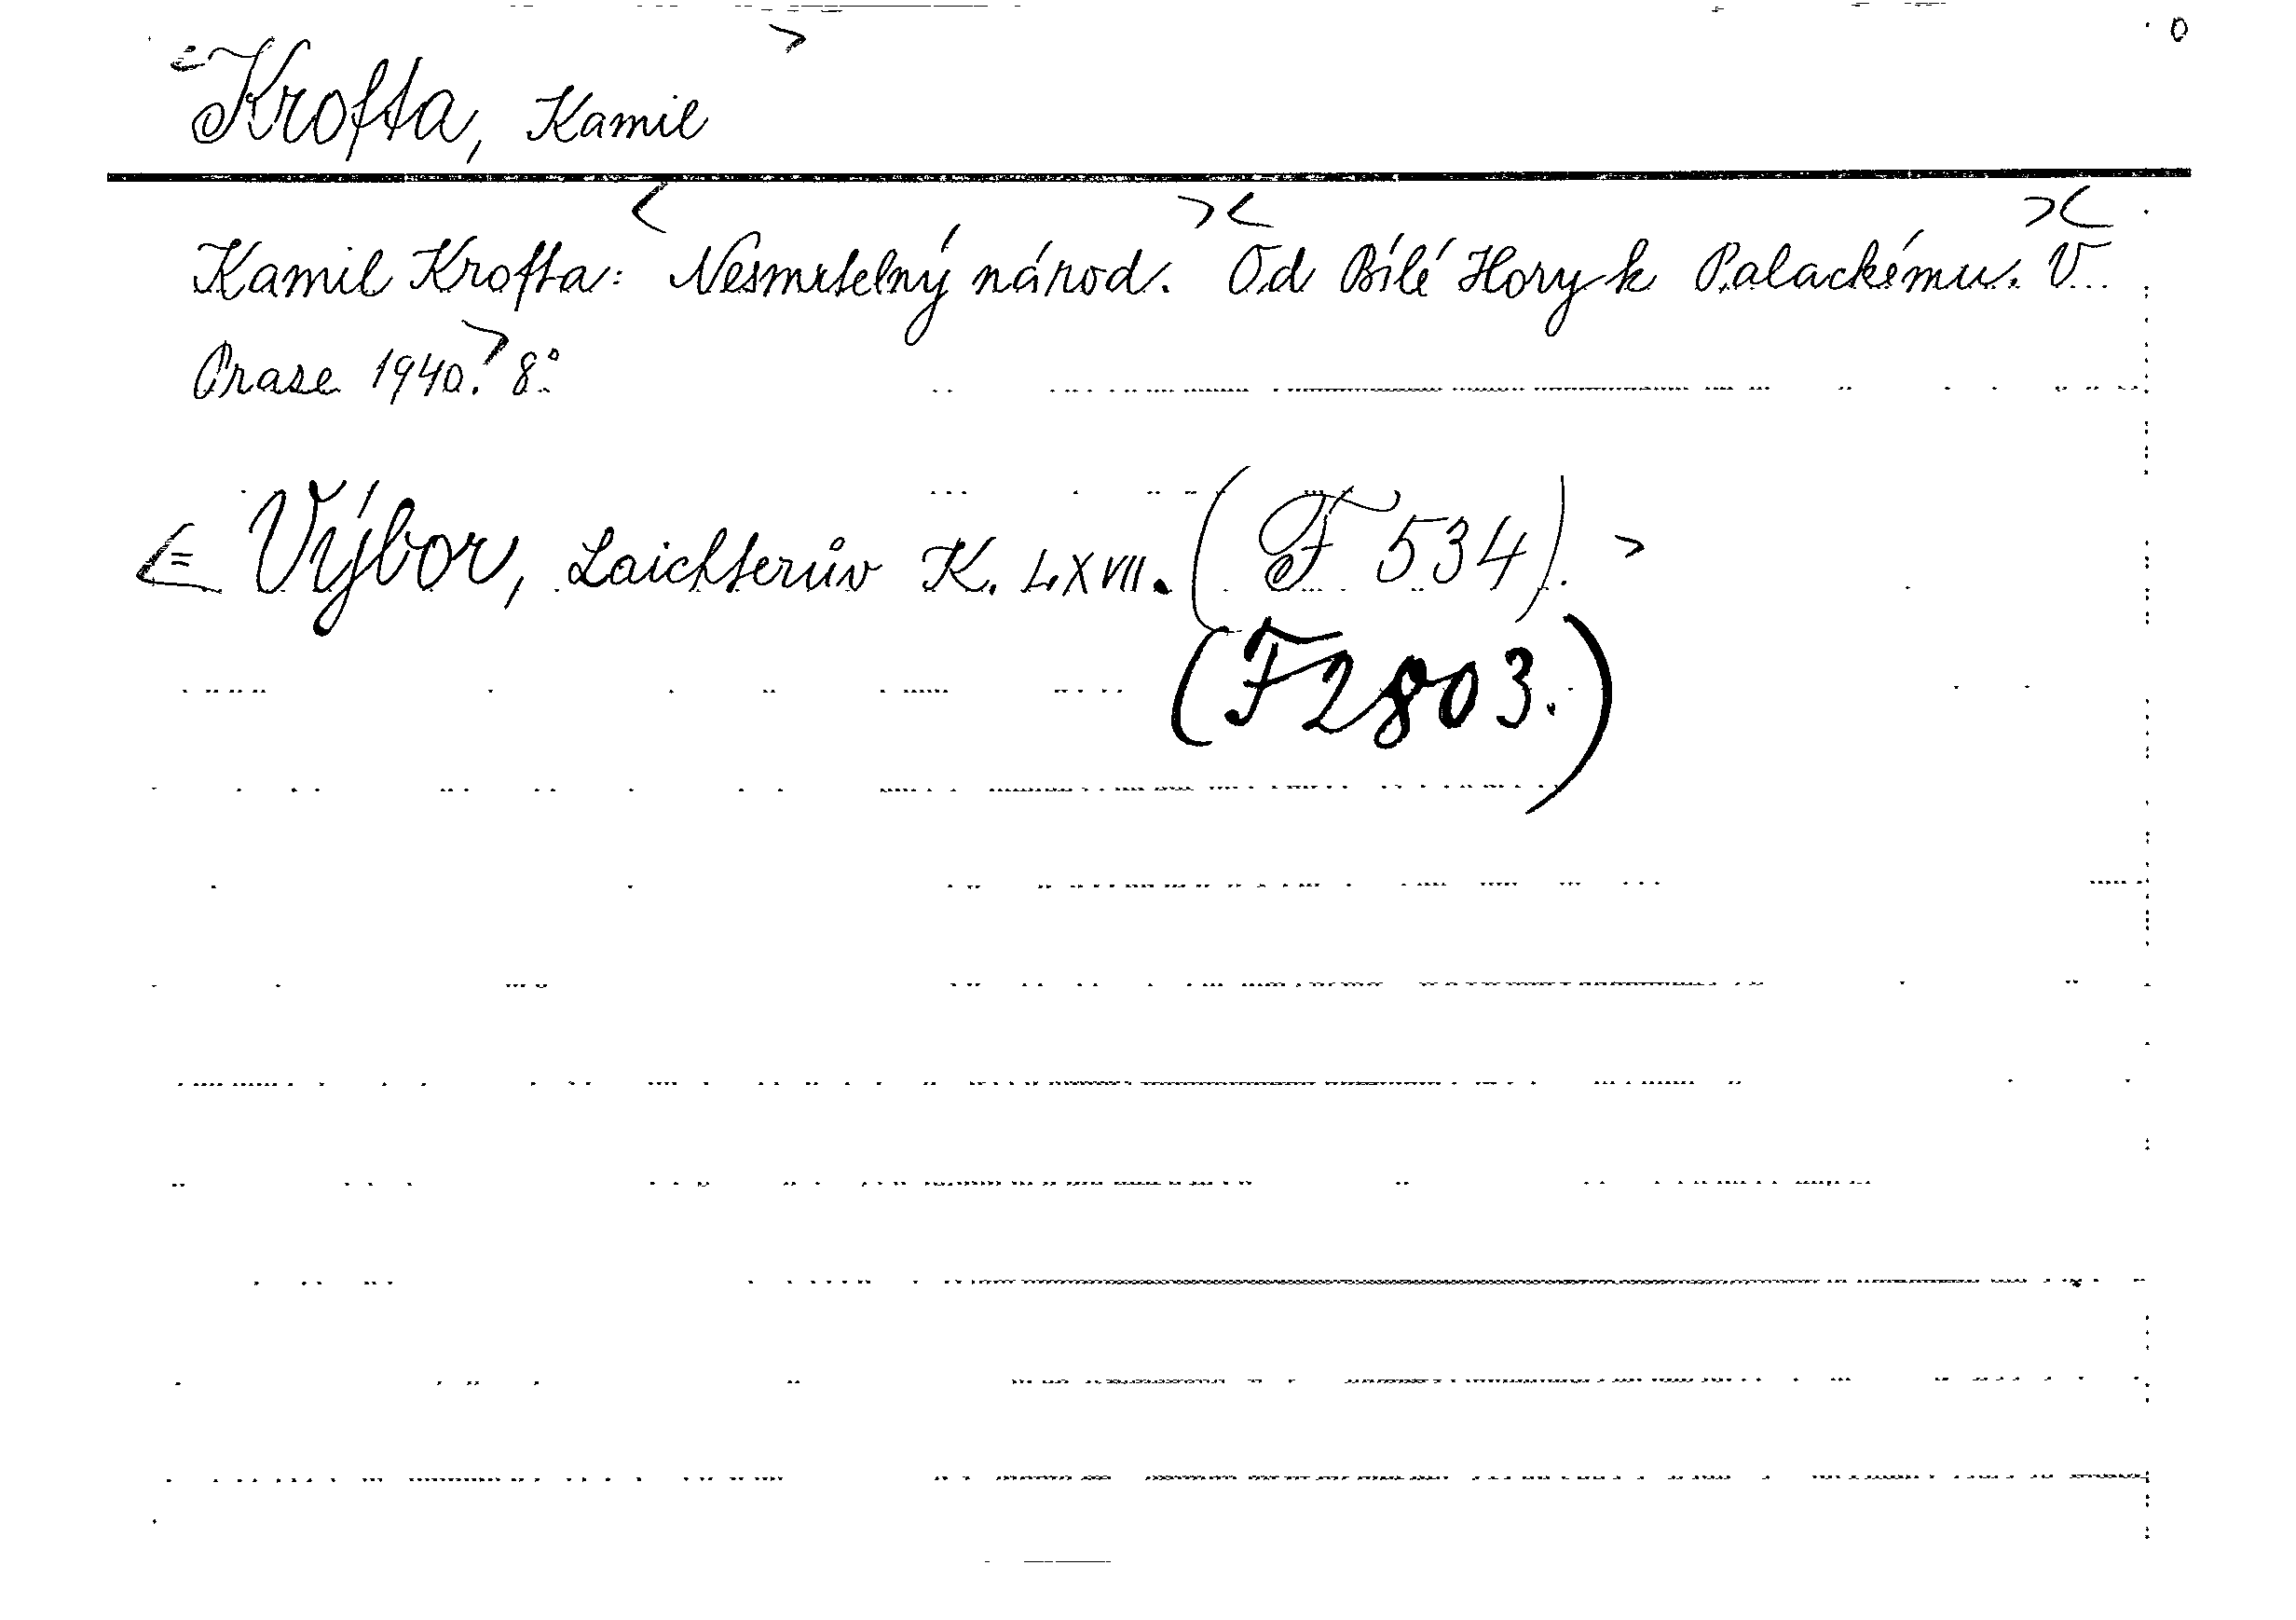 Krofta, Kamil
Kamil Krofta: Nesmrtelný národ. Od Bílé Hory k Palackému. V
Praze 1940. 8°.
= Výbor, Laichterův K. LXVII. (F 534).
(F2803.)